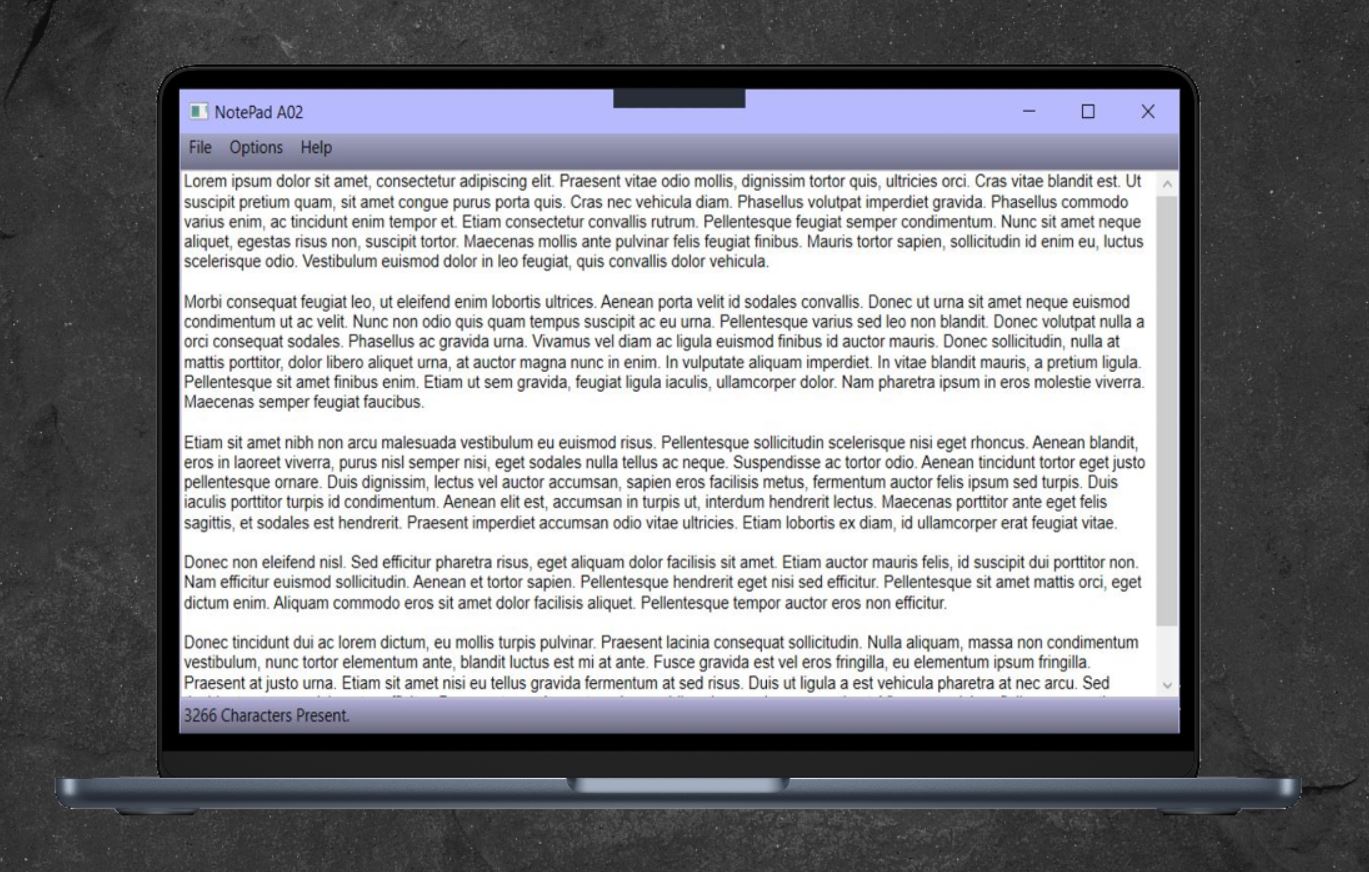 NotePad A02
File Options Help
Lorem ipsum dolor sit amet, consectetur adipiscing elit. Praesent vitae odio mollis, dignissim tortor quis, ultricies orci. Cras vitae blandit est. Ut
suscipit pretium quam, sit amet congue purus porta quis. Cras nec vehicula diam. Phasellus volutpat imperdiet gravida. Phasellus commodo
varius enim, ac tincidunt enim tempor et. Etiam consectetur convallis rutrum. Pellentesque feugiat semper condimentum. Nunc sit amet neque
aliquet, egestas risus non, suscipit tortor. Maecenas mollis ante pulvinar felis feugiat finibus. Mauris tortor sapien, sollicitudin id enim eu, luctus
scelerisque odio. Vestibulum euismod dolor in leo feugiat, quis convallis dolor vehicula.
Morbi consequat feugiat leo, ut eleifend enim lobortis ultrices. Aenean porta velit id sodales convallis. Donec ut urna sit amet neque euismod
condimentum ut ac velit. Nunc non odio quis quam tempus suscipit ac eu urna. Pellentesque varius sed leo non blandit. Donec volutpat nulla a
orci consequat sodales. Phasellus ac gravida urna. Vivamus vel diam ac ligula euismod finibus id auctor mauris. Donec sollicitudin, nulla at
mattis porttitor, dolor libero aliquet urna, at auctor magna nunc in enim. In vulputate aliquam imperdiet. In vitae blandit mauris, a pretium ligula.
Pellentesque sit amet finibus enim. Etiam ut sem gravida, feugiat ligula iaculis, ullamcorper dolor. Nam pharetra ipsum in eros molestie viverra.
Maecenas semper feugiat faucibus.
Etiam sit amet nibh non arcu malesuada vestibulum eu euismod risus. Pellentesque sollicitudin scelerisque nisi eget rhoncus. Aenean blandit,
eros in laoreet viverra, purus nisl semper nisi, eget sodales nulla tellus ac neque. Suspendisse ac tortor odio. Aenean tincidunt tortor eget justo
pellentesque ornare. Duis dignissim, lectus vel auctor accumsan, sapien eros facilisis metus, fermentum auctor felis ipsum sed turpis. Duis
iaculis porttitor turpis id condimentum. Aenean elit est, accumsan in turpis ut, interdum hendrerit lectus. Maecenas porttitor ante eget felis
sagittis, et sodales est hendrerit. Praesent imperdiet accumsan odio vitae ultricies. Etiam lobortis ex diam, id ullamcorper erat feugiat vitae.
Donec non eleifend nisl. Sed efficitur pharetra risus, eget aliquam dolor facilisis sit amet. Etiam auctor mauris felis, id suscipit dui porttitor non.
Nam efficitur euismod sollicitudin. Aenean et tortor sapien. Pellentesque hendrerit eget nisi sed efficitur. Pellentesque sit amet mattis orci, eget
dictum enim. Aliquam commodo eros sit amet dolor facilisis aliquet. Pellentesque tempor auctor eros non efficitur.
Donec tincidunt dui ac lorem dictum, eu mollis turpis pulvinar. Praesent lacinia consequat sollicitudin. Nulla aliquam, massa non condimentum
vestibulum, nunc tortor elementum ante, blandit luctus est mi at ante. Fusce gravida est vel eros fringilla, eu elementum ipsum fringilla.
Praesent at justo urna. Etiam sit amet nisi eu tellus gravida fermentum at sed risus. Duis ut ligula a est vehicula pharetra at nec arcu. Sed
3266 Characters Present.